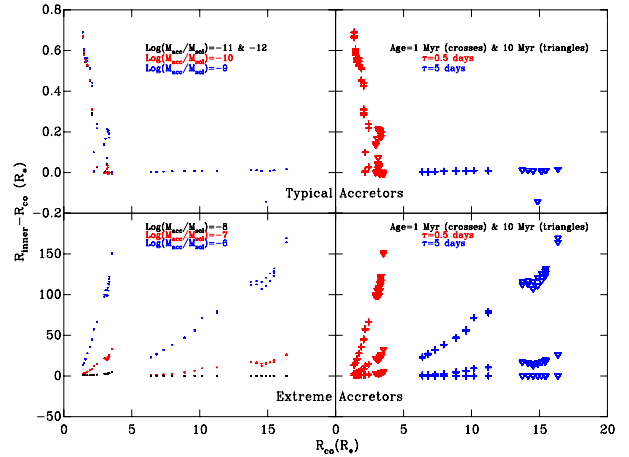 0.8
0.6
0.4
0.2
0.0
-0.2
150
100
50
0
-50
R_inner-R_co (R_*)
Log(M_acc/M_sol)=-11 & -12
Log(M_acc/M_sol)=-10
Log(M_acc/M_sol)=-9
Age=1 Myr (crosses) & 10 Myr (triangles)
τ=0.5 days
τ=5 days
Typical Accretors
Log(M_acc/M_sol)=-8
Log(M_acc/M_sol)=-7
Log(M_acc/M_sol)=-6
Age=1 Myr (crosses) & 10 Myr (triangles)
τ=0.5 days
τ=5 days
Extreme Accretors
0 5 10 15 0 5 10 15 20
R_co(R_*)